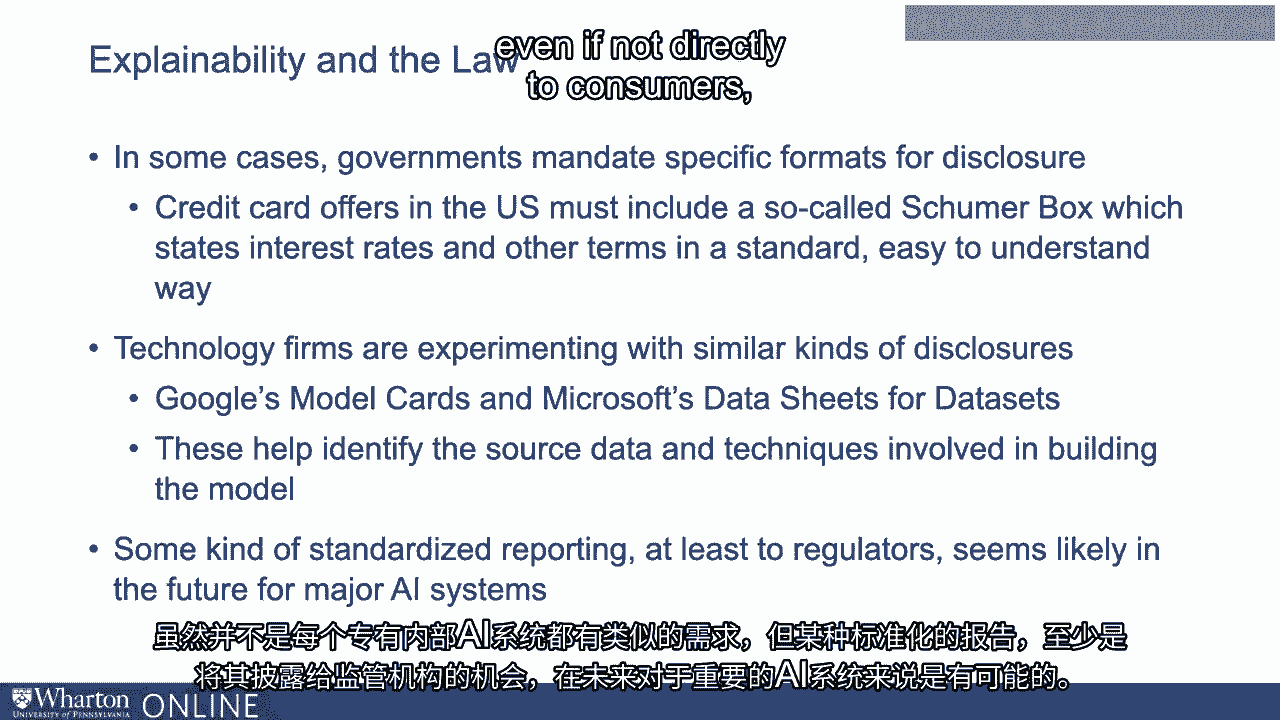 even if not directly
to consumers,
Explainability and the Law
• In some cases, governments mandate specific formats for disclosure
• Credit card offers in the US must include a so-called Schumer Box which
states interest rates and other terms in a standard, easy to understand
way
• Technology firms are experimenting with similar kinds of disclosures
• Google’s Model Cards and Microsoft’s Data Sheets for Datasets
• These help identify the source data and techniques involved in building
the model
• Some kind of standardized reporting, at least to regulators, seems likely in
the future for major AI systems
虽然并不是每个专有内部AI系统都有类似的需求，但某种标准化的报告，至少是
将其披露给监管机构的机会，在未来对于重要的AI系统来说是有可能的。
Wharton
UNIVERSITY of PENNSYLVANIA
ONLINE